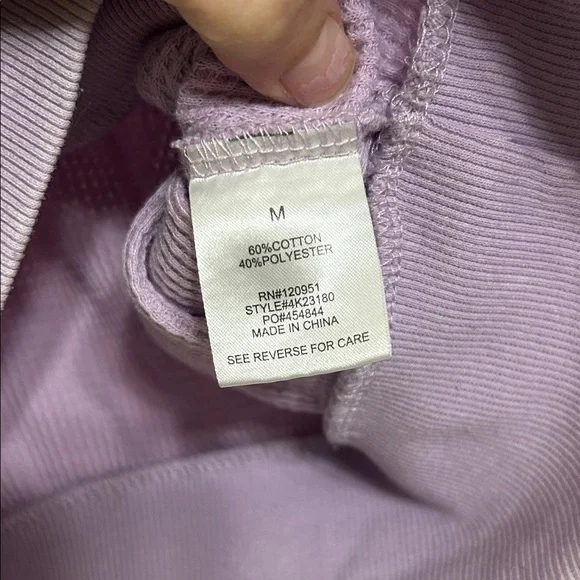 M
60%COTTON
40%POLYESTER
RN#120951
STYLE#4K23180
PO#454844
MADE IN CHINA
SEE REVERSE FOR CARE